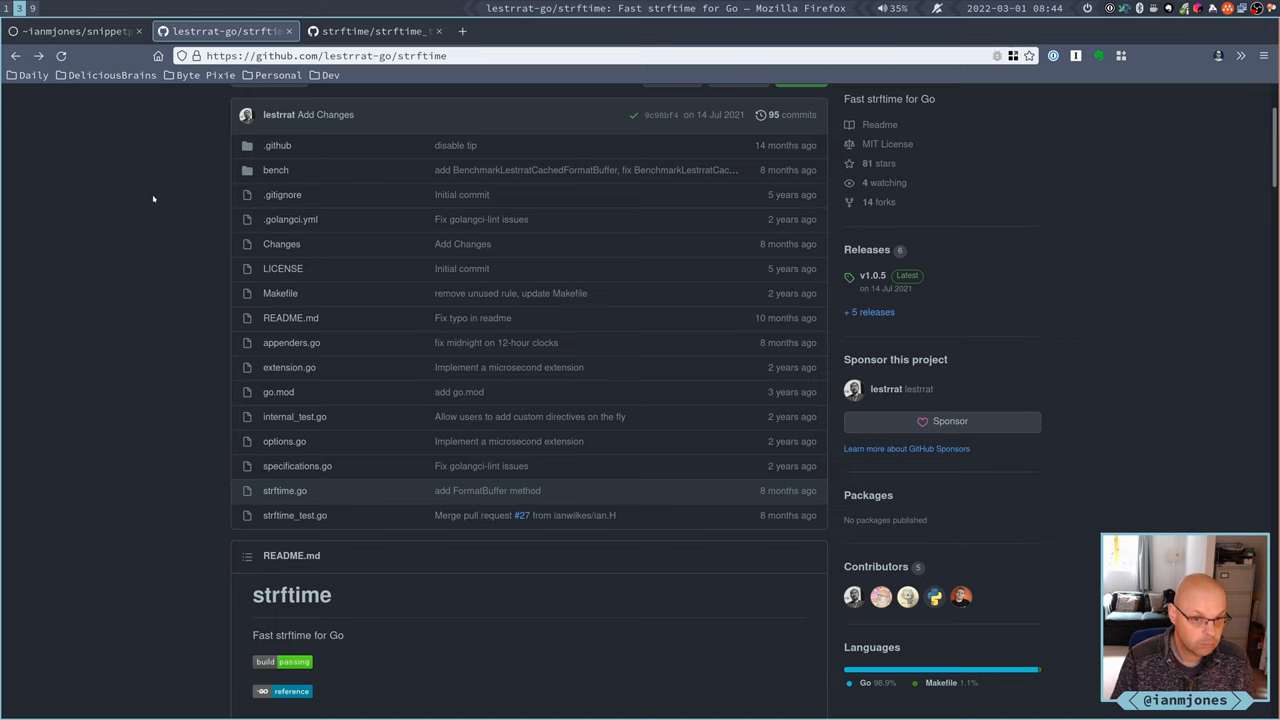 1 3 9
lestrrat-go/strftime: Fast strftime for Go — Mozilla Firefox
35%
2022-03-01 08:44
~ianmjones/snippetp
lestrrat-go/strftim
strftime/strftime_t
https://github.com/lestrrat-go/strftime
Daily
DeliciousBrains
Byte Pixie
Personal
Dev
lestrrat Add Changes
9c98bf4 on 14 Jul 2021
95 commits
.github disable tip 14 months ago
bench add BenchmarkLestrratCachedFormatBuffer, fix BenchmarkLestrratCac… 8 months ago
.gitignore Initial commit 5 years ago
.golangci.yml Fix golangci-lint issues 2 years ago
Changes Add Changes 8 months ago
LICENSE Initial commit 5 years ago
Makefile remove unused rule, update Makefile 2 years ago
README.md Fix typo in readme 10 months ago
appenders.go fix midnight on 12-hour clocks 8 months ago
extension.go Implement a microsecond extension 2 years ago
go.mod add go.mod 3 years ago
internal_test.go Allow users to add custom directives on the fly 2 years ago
options.go Implement a microsecond extension 2 years ago
specifications.go Fix golangci-lint issues 2 years ago
strftime.go add FormatBuffer method 8 months ago
strftime_test.go Merge pull request #27 from ianwilkes/ian.H 8 months ago
README.md
strftime
Fast strftime for Go
build passing
GO reference
Fast strftime for Go
Readme
MIT License
81 stars
4 watching
14 forks
Releases 6
v1.0.5 Latest
on 14 Jul 2021
+ 5 releases
Sponsor this project
lestrrat lestrrat
Sponsor
Learn more about GitHub Sponsors
Packages
No packages published
Contributors 5
Languages
Go 98.9% Makefile 1.1%
@ianmjones